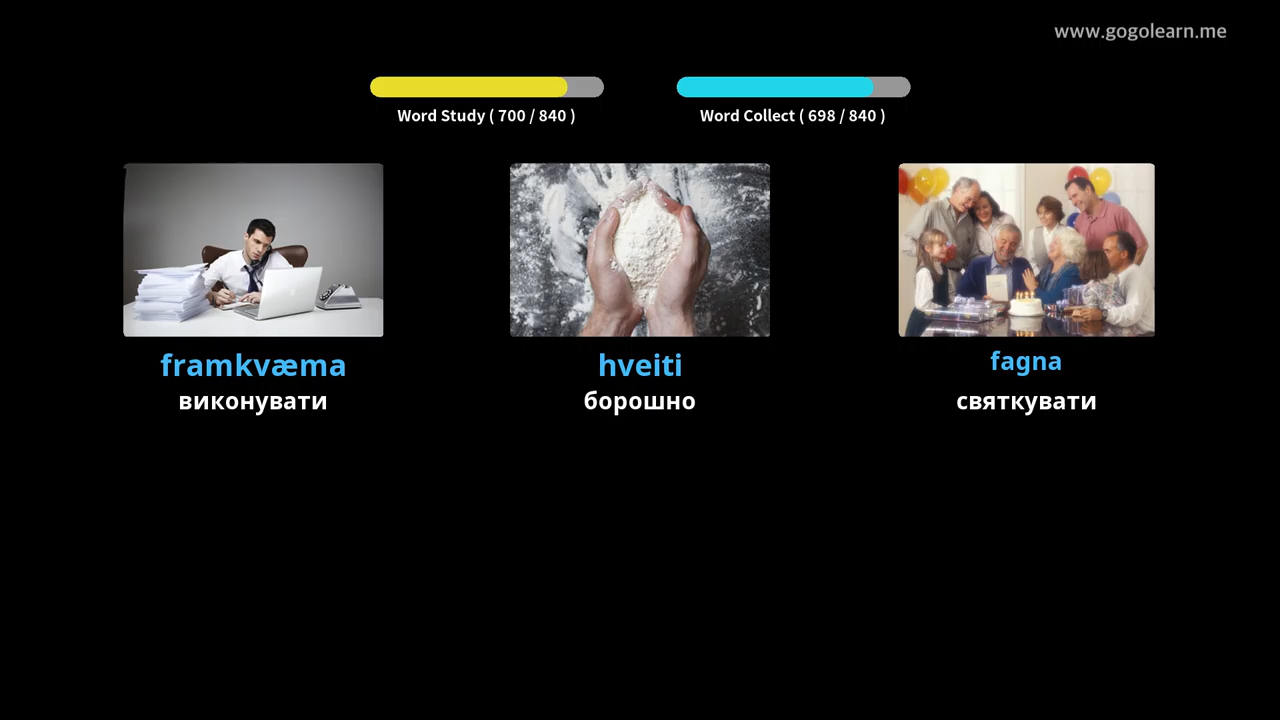 www.gogolearn.me
Word Study ( 700 / 840 )
Word Collect ( 698 / 840 )
framkvæma
виконувати
hveiti
борошно
fagna
святкувати